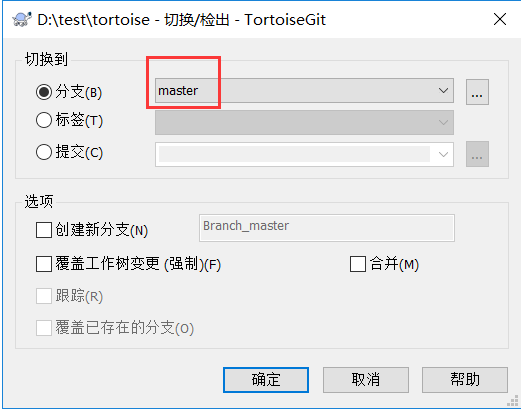 D:\test\tortoise - 切换/检出 - TortoiseGit
切换到
分支(B)
master
...
标签(T)
提交(C)
...
选项
创建新分支(N)
Branch_master
覆盖工作树变更 (强制)(F)
合并(M)
跟踪(R)
覆盖已存在的分支(O)
确定
取消
帮助